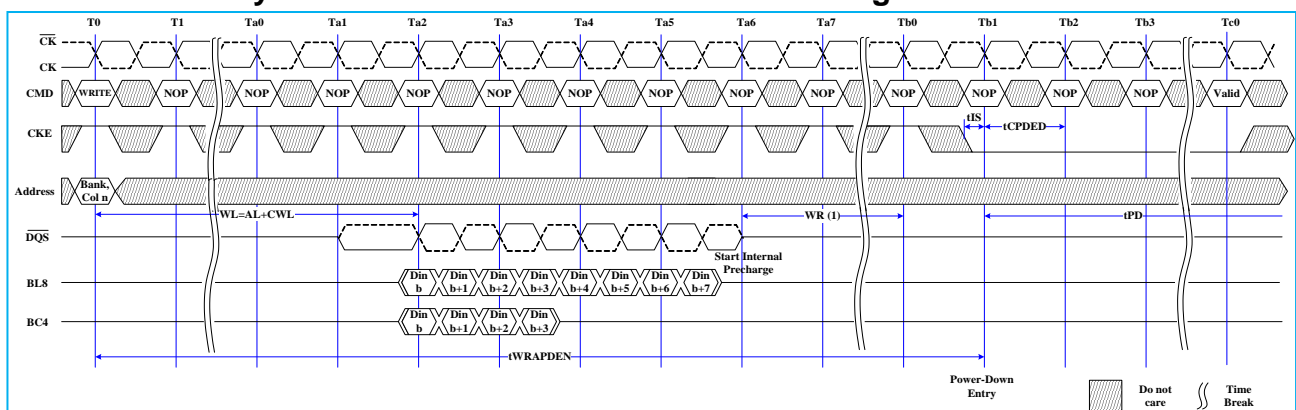 T0 T1 Ta0 Ta1 Ta2 Ta3 Ta4 Ta5 Ta6 Ta7 Tb0 Tb1 Tb2 Tb3 Tc0
CK
CK
CMD WRITE NOP NOP NOP NOP NOP NOP NOP NOP NOP NOP NOP NOP NOP Valid
tIS
CKE tCPDED
Address Bank,
Col n
WL=AL+CWL WR (1) tPD
DQS
Start Internal
Precharge
BL8 Din b Din b+1 Din b+2 Din b+3 Din b+4 Din b+5 Din b+6 Din b+7
BC4 Din b Din b+1 Din b+2 Din b+3
tWRAPDEN
Power-Down
Entry
Do not
care
Time
Break